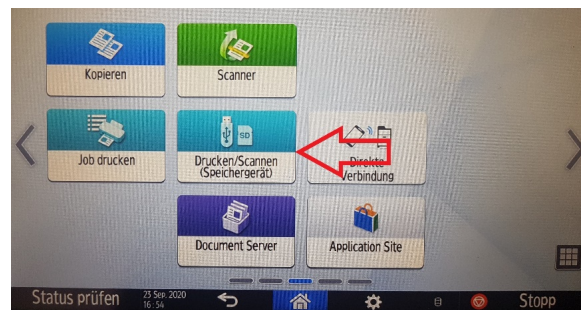 Kopieren
Scanner
Job drucken
SD
Drucken/Scannen
(Speichergerät)
Direkte
Verbindung
Document Server
Application Site
Status prüfen
23 Sep. 2020
16:54
Stopp